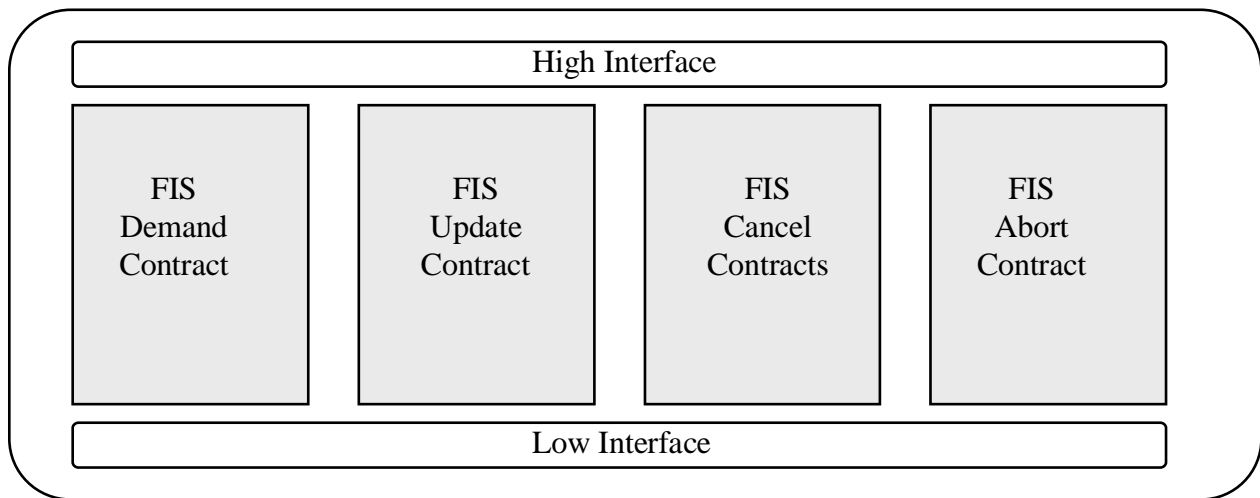 High Interface
FIS
Demand
Contract
FIS
Update
Contract
FIS
Cancel
Contracts
FIS
Abort
Contract
Low Interface